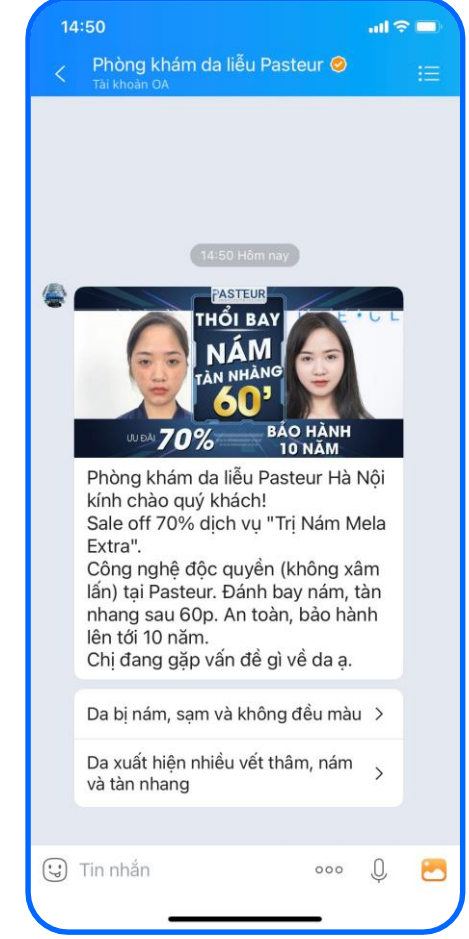 14:50
Phòng khám da liễu Pasteur
Tài khoản OA
14:50 Hôm nay
PASTEUR
THỔI BAY
NÁM
TÀN NHANG
60'
ƯU ĐÃI 70%
BẢO HÀNH
10 NĂM
Phòng khám da liễu Pasteur Hà Nội
kính chào quý khách!
Sale off 70% dịch vụ "Trị Nám Mela
Extra".
Công nghệ độc quyền (không xâm
lấn) tại Pasteur. Đánh bay nám, tàn
nhang sau 60p. An toàn, bảo hành
lên tới 10 năm.
Chị đang gặp vấn đề gì về da ạ.
Da bị nám, sạm và không đều màu
Da xuất hiện nhiều vết thâm, nám
và tàn nhang
Tin nhắn